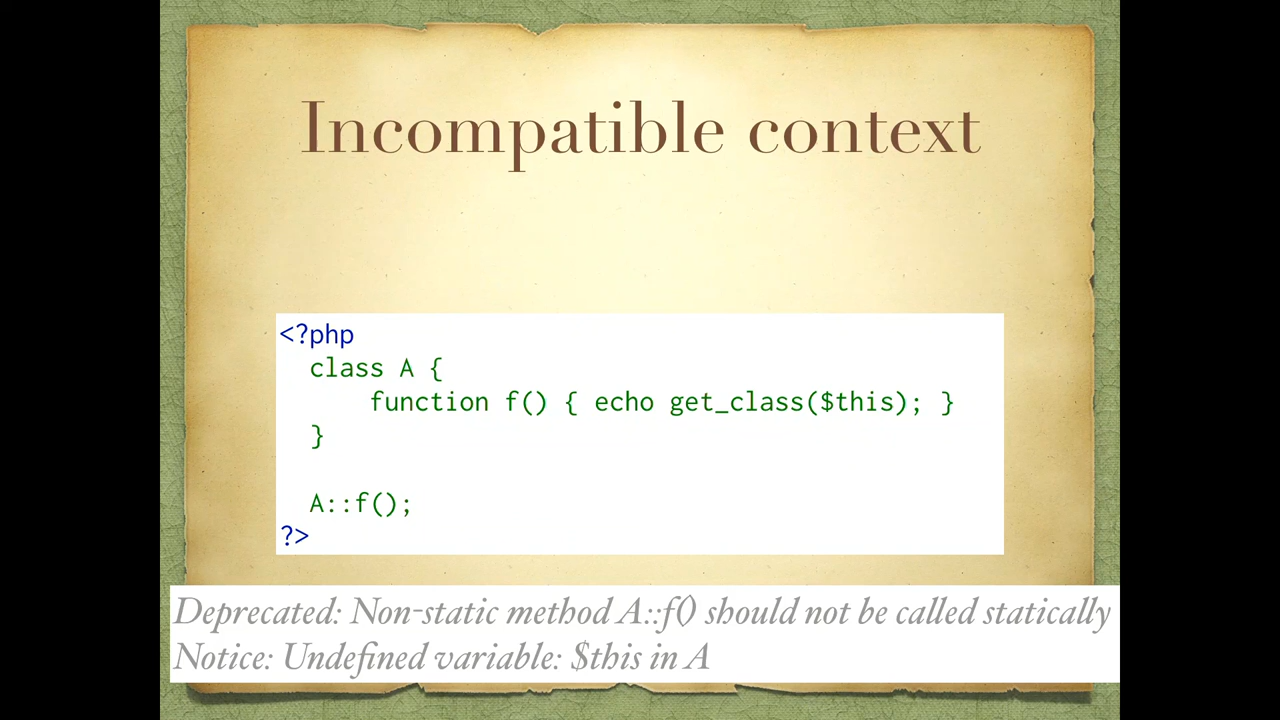 Incompatible context
<?php
class A {
function f() { echo get_class($this); }
}
A::f();
?>
Deprecated: Non-static method A::f() should not be called statically
Notice: Undefined variable: $this in A